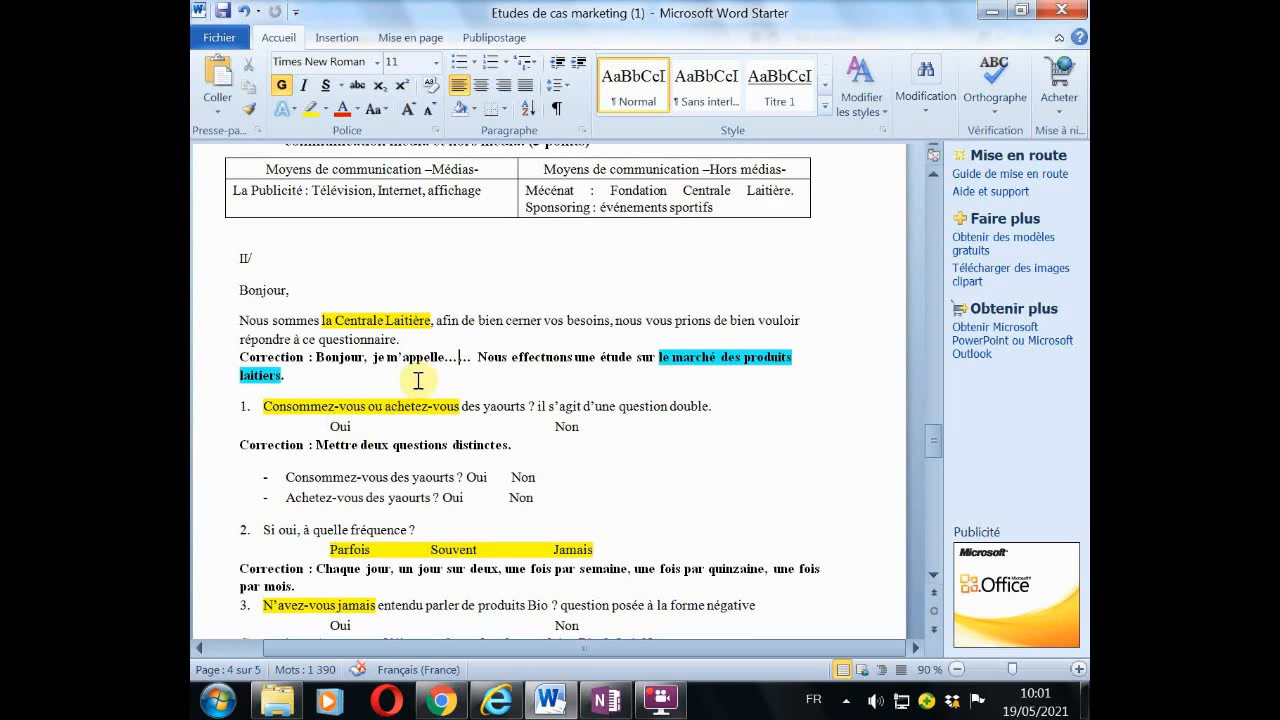 Etudes de cas marketing (1) - Microsoft Word Starter
Fichier Accueil Insertion Mise en page Publipostage
Coller
Times New Roman 11
G I S abc x₂ x²
Aa A A
AaBbCcI AaBbCcI AaBbCcI
¶ Normal ¶ Sans interl... Titre 1
Modifier les styles
Modification
ABC
Orthographe
Acheter
Presse-pa... Police Paragraphe Style Vérification Mise à ni...
Moyens de communication –Médias- Moyens de communication –Hors médias-
La Publicité : Télévision, Internet, affichage Mécénat : Fondation Centrale Laitière.
Sponsoring : événements sportifs
II/
Bonjour,
Nous sommes la Centrale Laitière, afin de bien cerner vos besoins, nous vous prions de bien vouloir
répondre à ce questionnaire.
Correction : Bonjour, je m’appelle…… Nous effectuons une étude sur le marché des produits
laitiers.
1. Consommez-vous ou achetez-vous des yaourts ? il s’agit d’une question double.
Oui Non
Correction : Mettre deux questions distinctes.
- Consommez-vous des yaourts ? Oui Non
- Achetez-vous des yaourts ? Oui Non
2. Si oui, à quelle fréquence ?
Parfois Souvent Jamais
Correction : Chaque jour, un jour sur deux, une fois par semaine, une fois par quinzaine, une fois
par mois.
3. N’avez-vous jamais entendu parler de produits Bio ? question posée à la forme négative
Oui Non
Mise en route
Guide de mise en route
Aide et support
Faire plus
Obtenir des modèles
gratuits
Télécharger des images
clipart
Obtenir plus
Obtenir Microsoft
PowerPoint ou Microsoft
Outlook
Publicité
Microsoft
Office
Page : 4 sur 5 Mots : 1 390 Français (France) 90 %
FR 10:01
19/05/2021